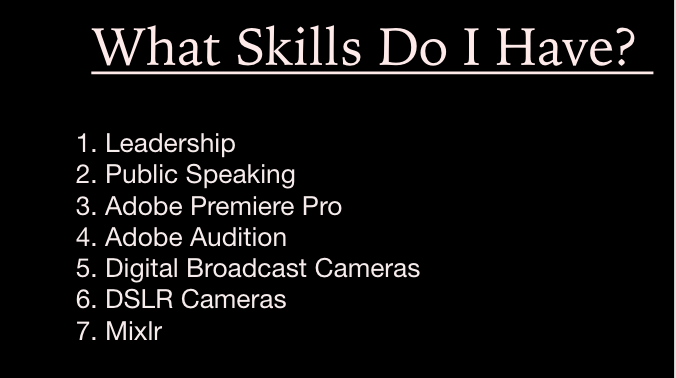 What Skills Do I Have?
1. Leadership
2. Public Speaking
3. Adobe Premiere Pro
4. Adobe Audition
5. Digital Broadcast Cameras
6. DSLR Cameras
7. Mixlr